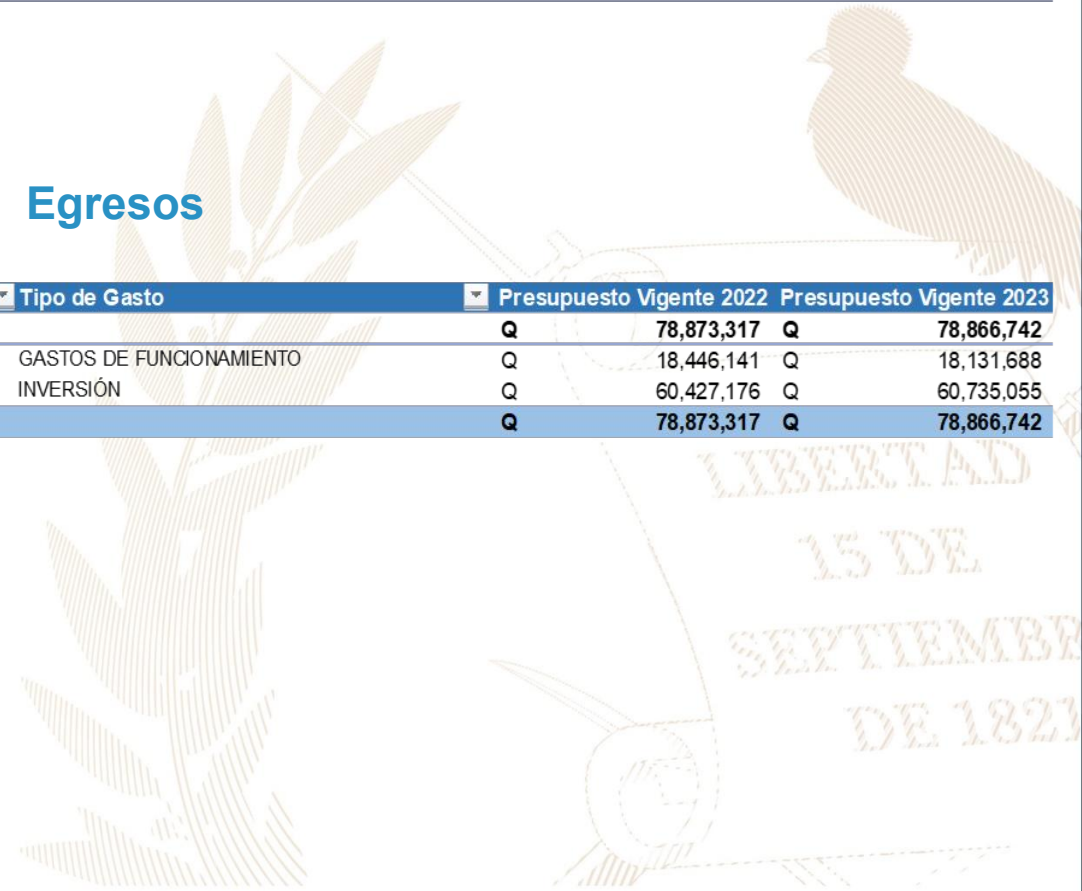 Egresos
Tipo de Gasto Presupuesto Vigente 2022 Presupuesto Vigente 2023
Q 78,873,317 Q 78,866,742
GASTOS DE FUNCIONAMIENTO Q 18,446,141 Q 18,131,688
INVERSIÓN Q 60,427,176 Q 60,735,055
Q 78,873,317 Q 78,866,742
LIBERTAD
15 DE
SEPTIEMBRE
DE 1821